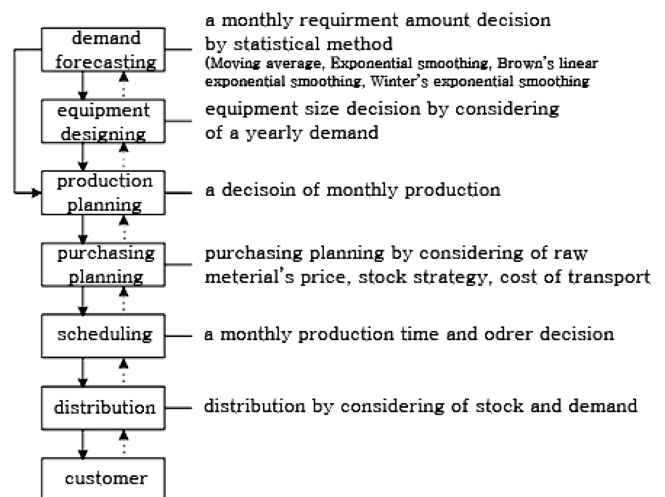 demand
forecasting
a monthly requirment amount decision
by statistical method
(Moving average, Exponential smoothing, Brown's linear
exponential smoothing, Winter's exponential smoothing
equipment
designing
equipment size decision by considering
of a yearly demand
production
planning
a decisoin of monthly production
purchasing
planning
purchasing planning by considering of raw
meterial's price, stock strategy, cost of transport
scheduling
a monthly production time and odrer decision
distribution
distribution by considering of stock and demand
customer